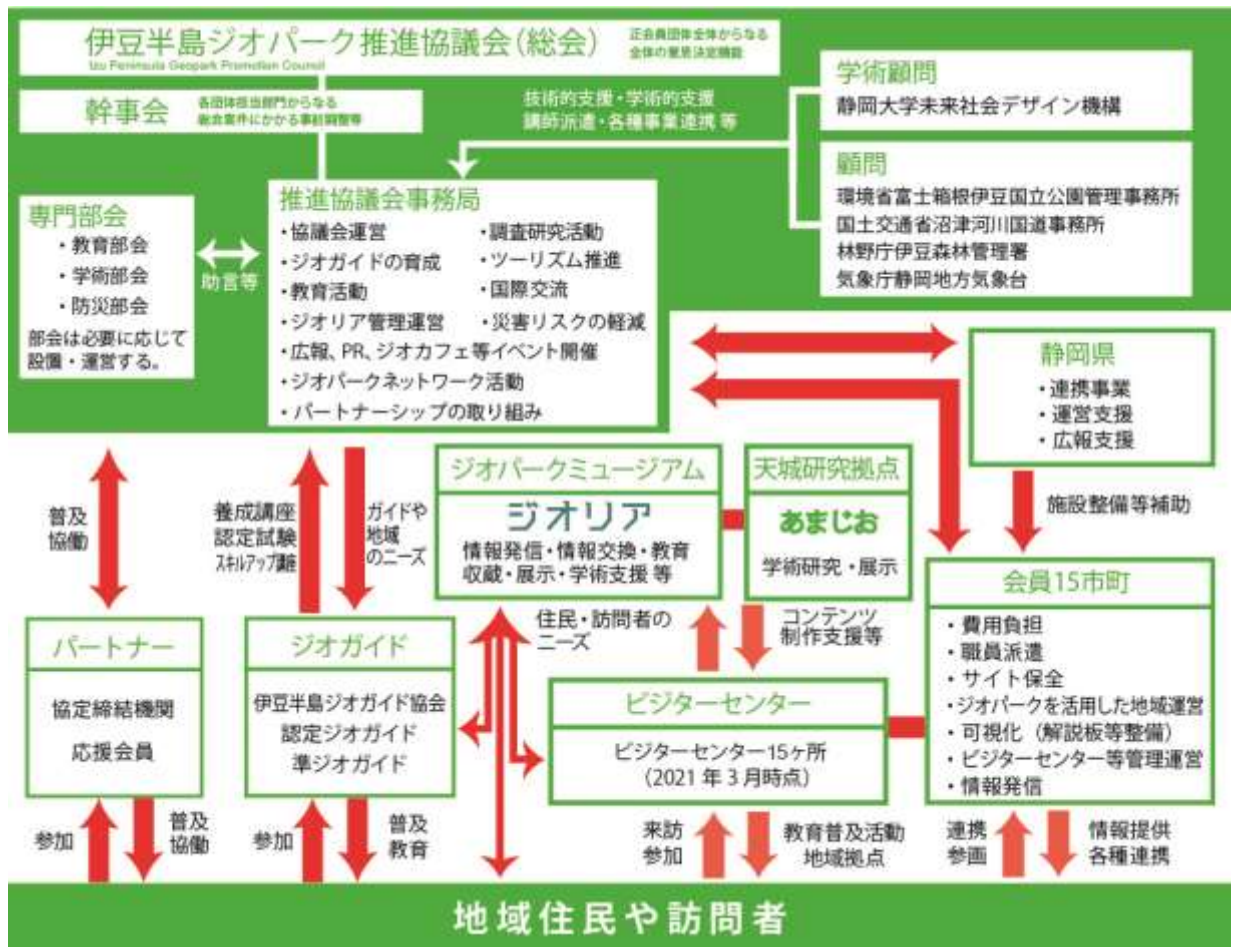 伊豆半島ジオパーク推進協議会(総会)
Izu Peninsula Geopark Promotion Council
正会員団体全体からなる
全体の意思決定機能
幹事会
各団体担当部門からなる
総会案件にかかる事前調整等
技術的支援・学術的支援
講師派遣・各種事業連携 等
学術顧問
静岡大学未来社会デザイン機構
顧問
環境省富士箱根伊豆国立公園管理事務所
国土交通省沼津河川国道事務所
林野庁伊豆森林管理署
気象庁静岡地方気象台
専門部会
・教育部会
・学術部会
・防災部会
部会は必要に応じて
設置・運営する。
助言等
推進協議会事務局
・協議会運営
・調査研究活動
・ジオガイドの育成
・ツーリズム推進
・教育活動
・国際交流
・ジオリア管理運営
・災害リスクの軽減
・広報、PR、ジオカフェ等イベント開催
・ジオパークネットワーク活動
・パートナーシップの取り組み
静岡県
・連携事業
・運営支援
・広報支援
普及
協働
養成講座
認定試験
スキルアップ講座
ガイドや
地域
のニーズ
ジオパークミュージアム
ジオリア
情報発信・情報交換・教育
収蔵・展示・学術支援 等
天城研究拠点
あまじお
学術研究・展示
施設整備等補助
住民・訪問者の
ニーズ
コンテンツ
制作支援等
パートナー
協定締結機関
応援会員
ジオガイド
伊豆半島ジオガイド協会
認定ジオガイド
準ジオガイド
ビジターセンター
ビジターセンター15ヶ所
(2021 年 3 月時点)
会員15市町
・費用負担
・職員派遣
・サイト保全
・ジオパークを活用した地域運営
・可視化(解説板等整備)
・ビジターセンター等管理運営
・情報発信
参加
普及
協働
参加
普及
教育
来訪
参加
教育普及活動
地域拠点
連携
参画
情報提供
各種連携
地域住民や訪問者